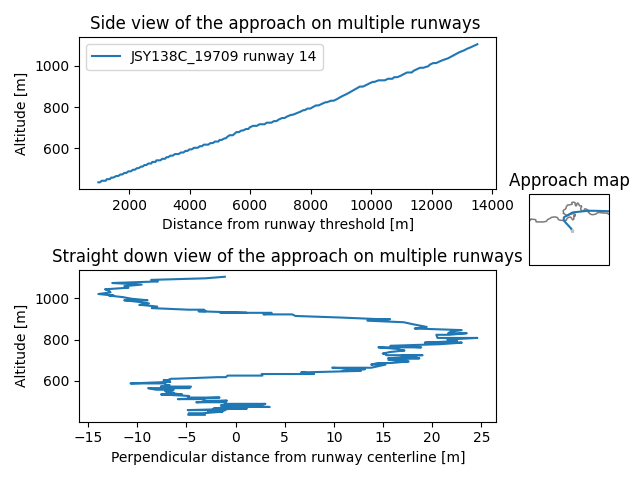 Side view of the approach on multiple runways
JSY138C_19709 runway 14
Altitude [m]
1000
800
600
2000
4000
6000
8000
10000
12000
14000
Distance from runway threshold [m]
Approach map
Straight down view of the approach on multiple runways
Altitude [m]
1000
800
600
−15
−10
−5
0
5
10
15
20
25
Perpendicular distance from runway centerline [m]